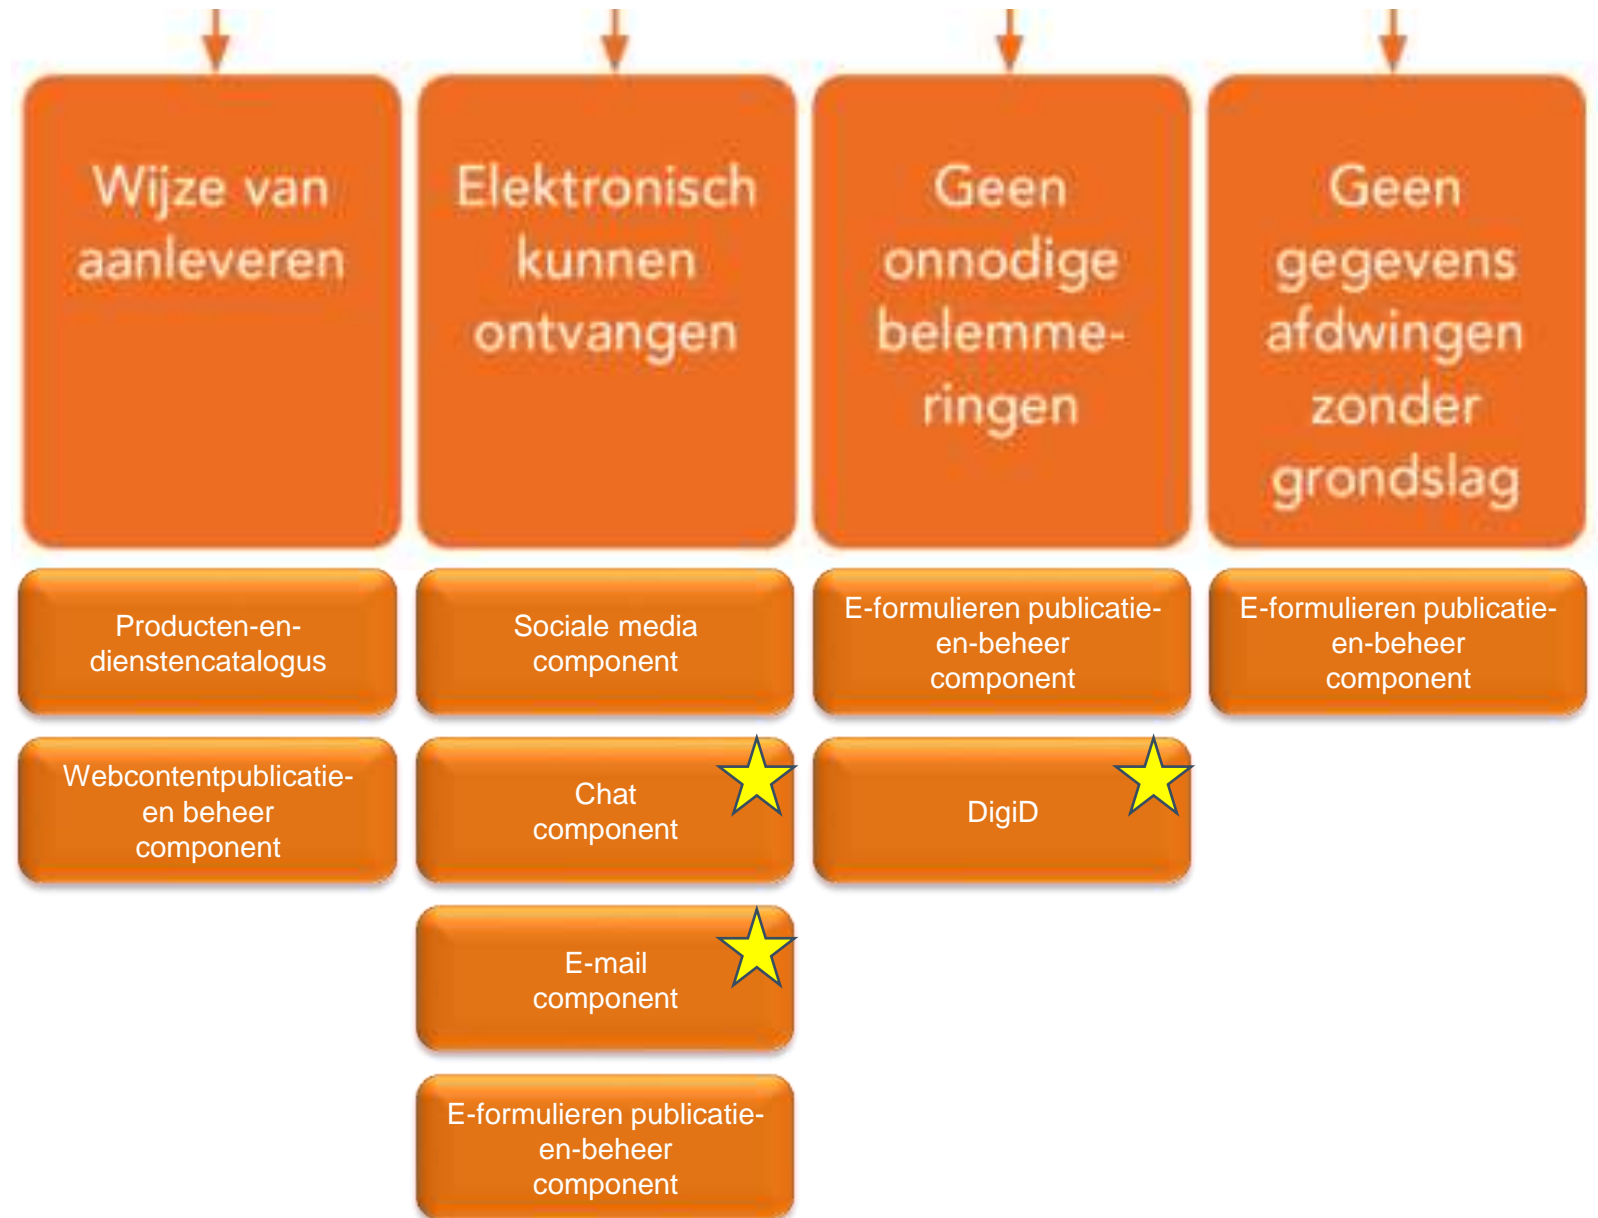 Wijze van
aanleveren
Elektronisch
kunnen
ontvangen
Geen
onnodige
belemme-
ringen
Geen
gegevens
afdwingen
zonder
grondslag
Producten-en-
dienstencatalogus
Sociale media
component
E-formulieren publicatie-
en-beheer
component
E-formulieren publicatie-
en-beheer
component
Webcontentpublicatie-
en beheer
component
Chat
component
DigiD
E-mail
component
E-formulieren publicatie-
en-beheer
component